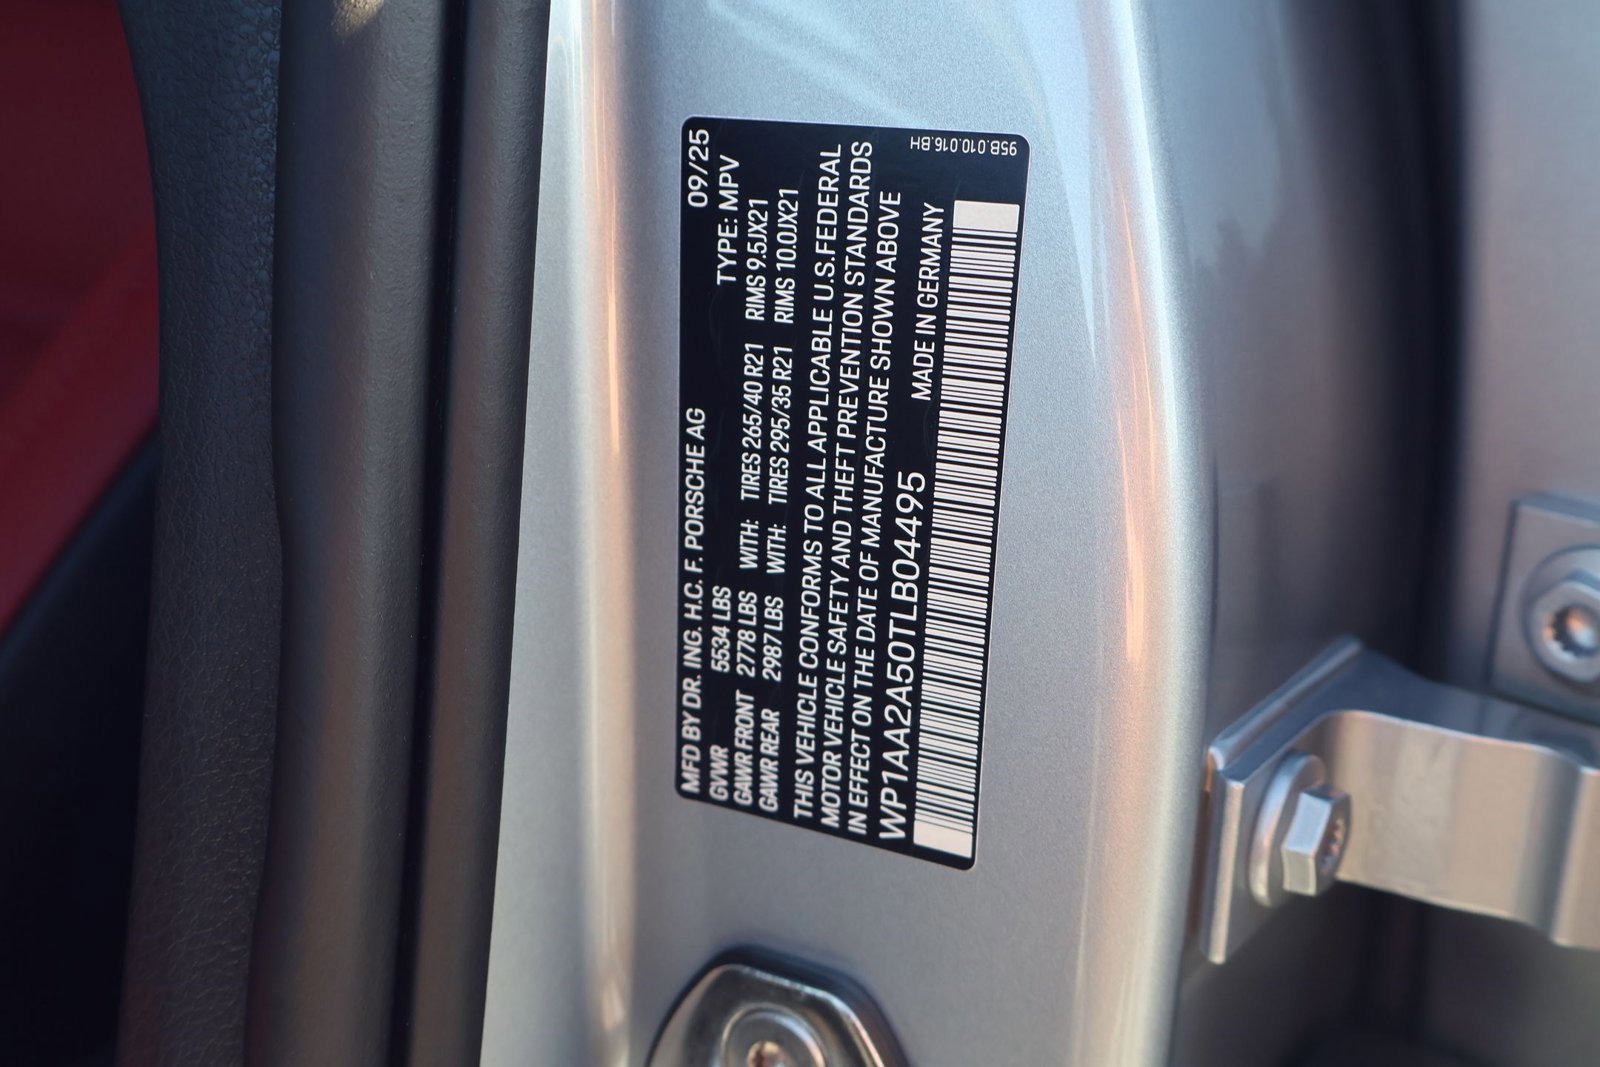 MFD BY DR. ING. H.C. F. PORSCHE AG 09/25
GVWR 5534 LBS TYPE: MPV
GAWR FRONT 2778 LBS WITH: TIRES 265/40 R21 RIMS 9.5JX21
GAWR REAR 2987 LBS WITH: TIRES 295/35 R21 RIMS 10.0JX21
THIS VEHICLE CONFORMS TO ALL APPLICABLE U.S.FEDERAL
MOTOR VEHICLE SAFETY AND THEFT PREVENTION STANDARDS
IN EFFECT ON THE DATE OF MANUFACTURE SHOWN ABOVE
WP1AA2A50TLB04495 MADE IN GERMANY
95B.010.016.BH